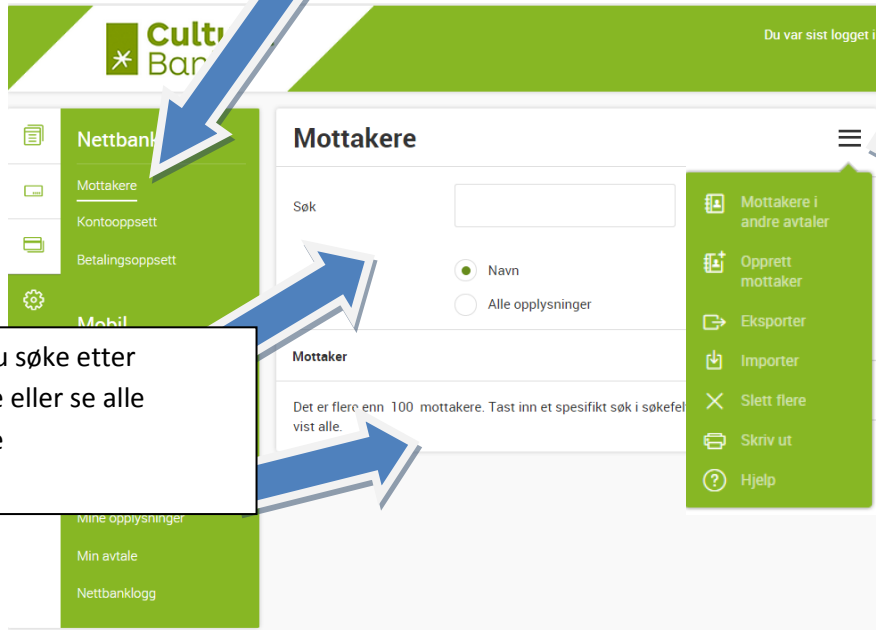 Du var sist logget i
Bar
Nettbank
Mottakere
Kontooppsett
Betalingsoppsett
Mobil
u søke etter
e eller se alle
e
Mine opplysninger
Min avtale
Nettbanklogg
Mottakere
Søk
Navn
Alle opplysninger
Mottaker
Det er flere enn 100 mottakere. Tast inn et spesifikt søk i søkefel
vist alle.
Mottakere i
andre avtaler
Opprett
mottaker
Eksporter
Importer
Slett flere
Skriv ut
Hjelp